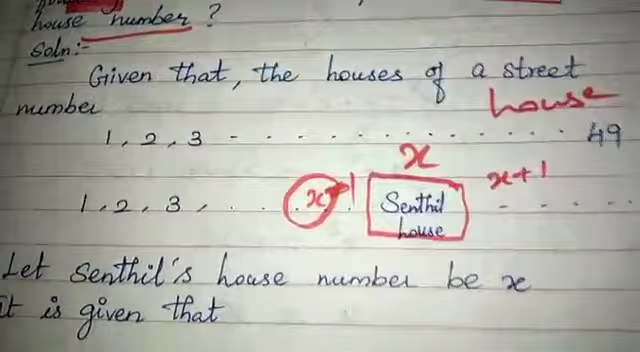 house number ?
Soln:-
Given that, the houses of a street
number
house
1, 2, 3 - - - . . . . . . . . . . . 49
x
1, 2, 3, . . . . x-1 Senthil house x+1 - . . . .
Let Senthil's house number be x
it is given that